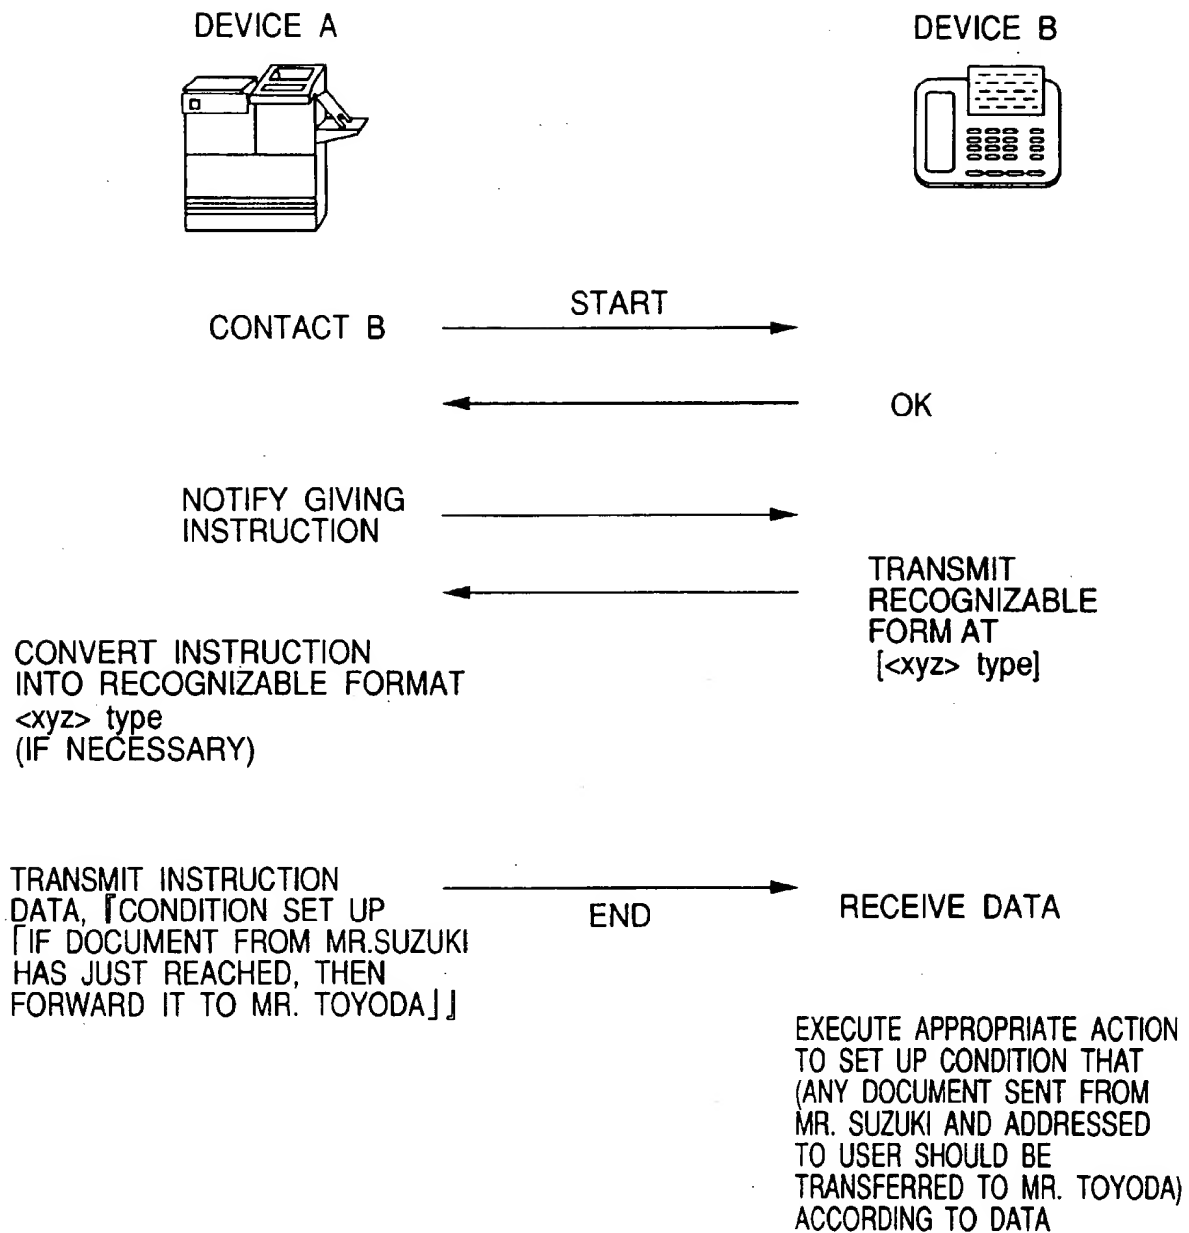 DEVICE A
DEVICE B
START
CONTACT B
OK
NOTIFY GIVING
INSTRUCTION
TRANSMIT
RECOGNIZABLE
FORM AT
[<xyz> type]
CONVERT INSTRUCTION
INTO RECOGNIZABLE FORMAT
<xyz> type
(IF NECESSARY)
TRANSMIT INSTRUCTION
DATA, 『CONDITION SET UP
「IF DOCUMENT FROM MR.SUZUKI
HAS JUST REACHED, THEN
FORWARD IT TO MR. TOYODA」』
END
RECEIVE DATA
EXECUTE APPROPRIATE ACTION
TO SET UP CONDITION THAT
(ANY DOCUMENT SENT FROM
MR. SUZUKI AND ADDRESSED
TO USER SHOULD BE
TRANSFERRED TO MR. TOYODA)
ACCORDING TO DATA